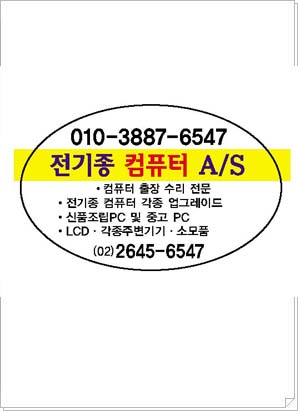 010-3887-6547
전기종 컴퓨터 A/S
•컴퓨터 출장 수리 전문
•전기종 컴퓨터 각종 업그레이드
•신품조립PC 및 중고 PC
•LCD · 각종주변기기 · 소모품
(02)2645-6547